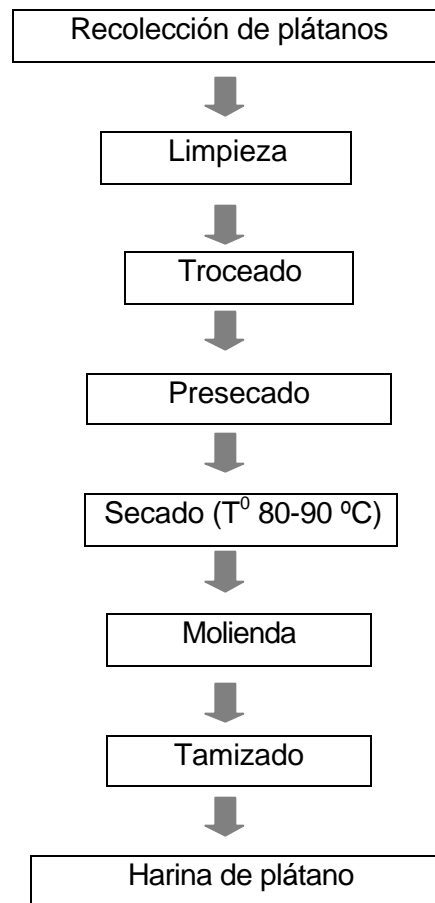 Recolección de plátanos
Limpieza
Troceado
Presecado
Secado (T⁰ 80-90 ºC)
Molienda
Tamizado
Harina de plátano